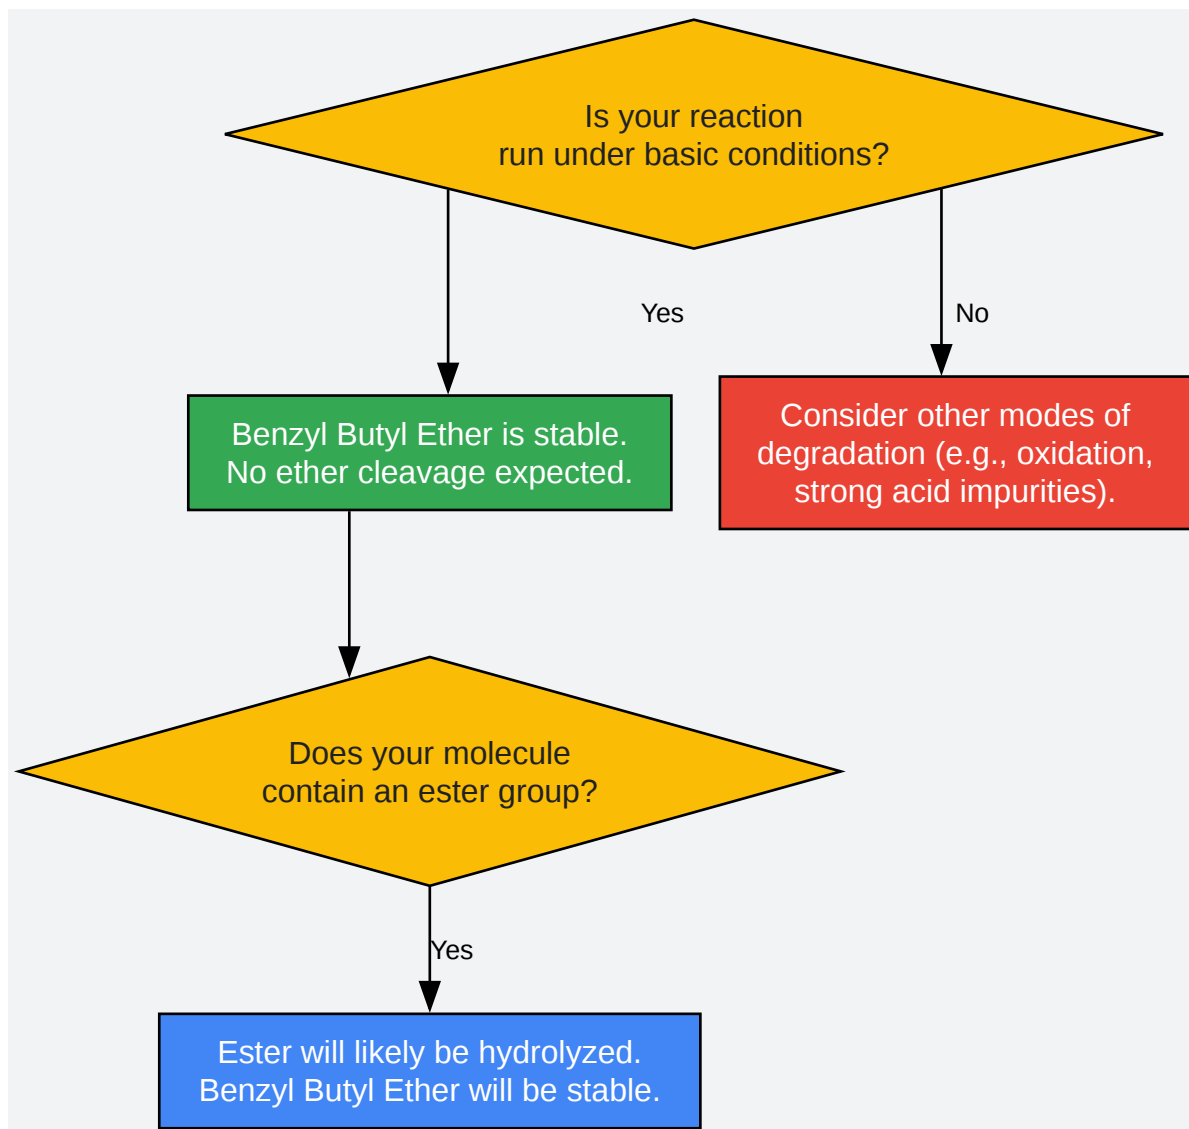 Is your reaction
run under basic conditions?
Yes
No
Benzyl Butyl Ether is stable.
No ether cleavage expected.
Consider other modes of
degradation (e.g., oxidation,
strong acid impurities).
Does your molecule
contain an ester group?
Yes
Ester will likely be hydrolyzed.
Benzyl Butyl Ether will be stable.